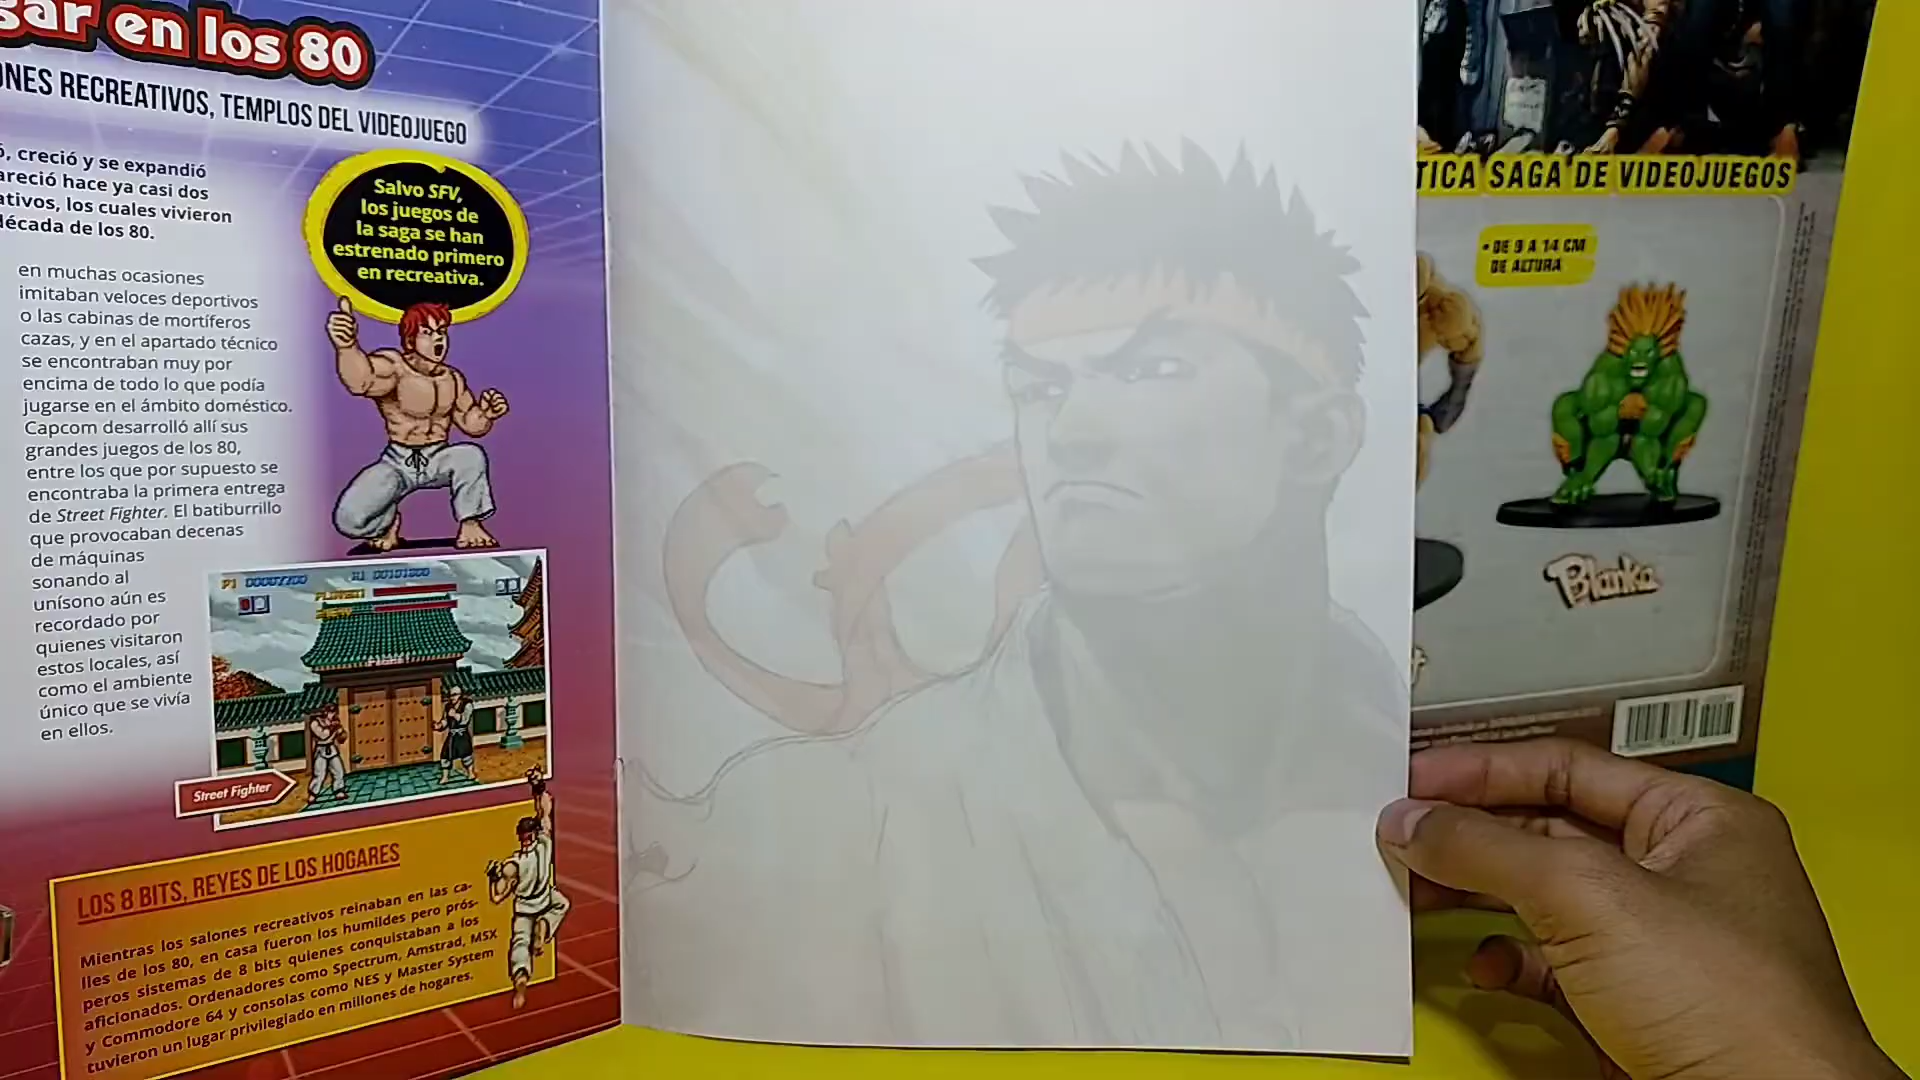 en los 80
RECREATIVOS, TEMPLOS DEL VIDEOJUEGO
creció y se expandió
hace ya casi dos
los cuales vivieron
de los 80.
Salvo SFV,
los juegos de
la saga se han
estrenado primero
en recreativa.
en muchas ocasiones
imitaban veloces deportivos
o las cabinas de mortíferos
cazas, y en el apartado técnico
se encontraban muy por
encima de todo lo que podía
jugarse en el ámbito doméstico.
Capcom desarrolló allí sus
grandes juegos de los 80,
entre los que por supuesto se
encontraba la primera entrega
de Street Fighter. El batiburrillo
que provocaban decenas
de máquinas
sonando al
unísono aún es
recordado por
quienes visitaron
estos locales, así
como el ambiente
único que se vivía
en ellos.
Street Fighter
LOS 8 BITS, REYES DE LOS HOGARES
Mientras los salones recreativos reinaban en las ca-
lles de los 80, en casa fueron los humildes pero prós-
peros sistemas de 8 bits quienes conquistaban a los
aficionados. Ordenadores como Spectrum, Amstrad, MSX
y Commodore 64 y consolas como NES y Master System
tuvieron un lugar privilegiado en millones de hogares.
SAGA DE VIDEOJUEGOS
• DE 9 A 14 CM
DE ALTURA
Blanka